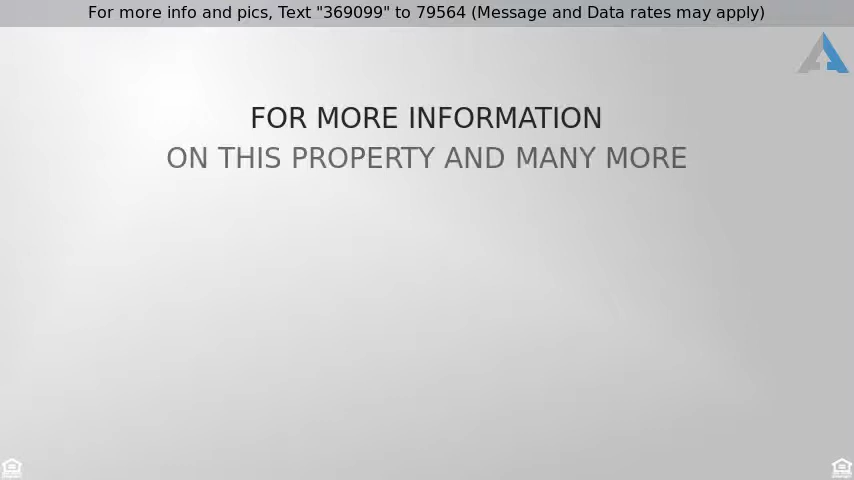 For more info and pics, Text "369099" to 79564 (Message and Data rates may apply)
FOR MORE INFORMATION
ON THIS PROPERTY AND MANY MORE